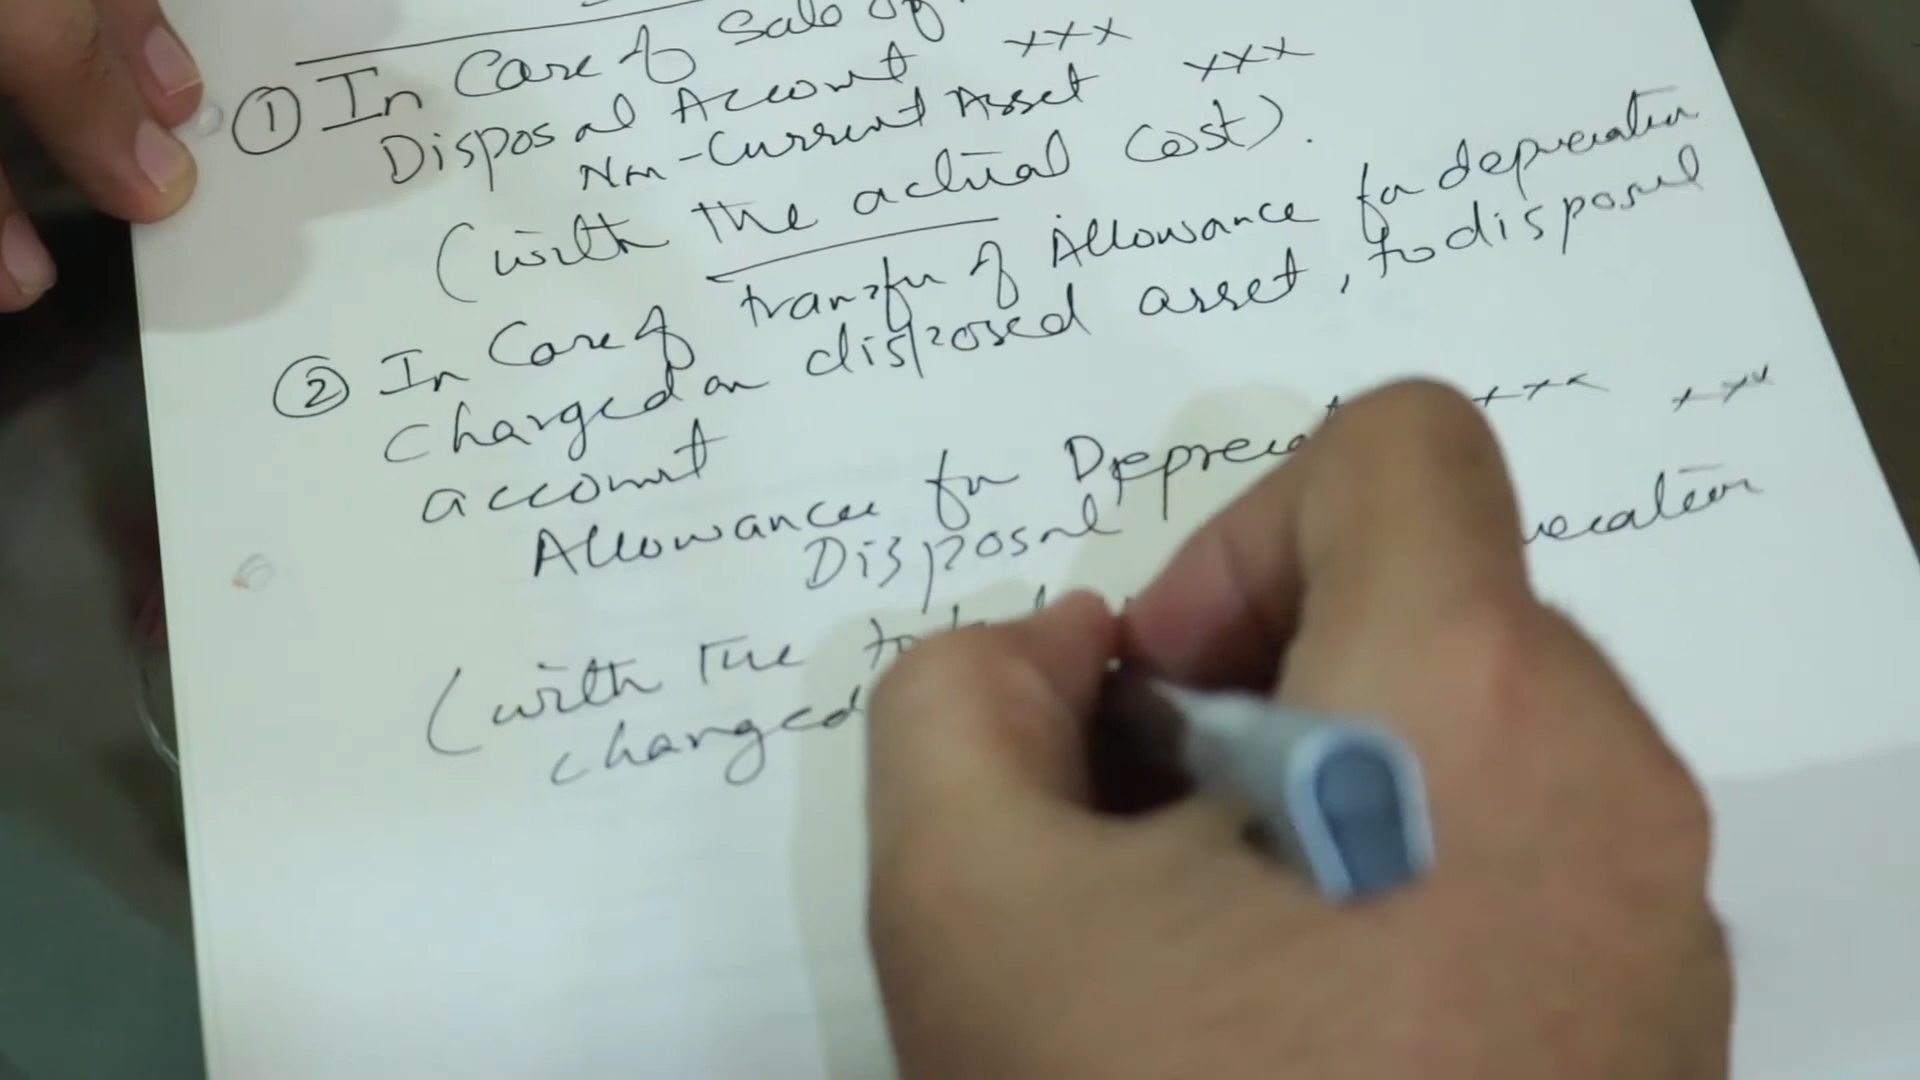 ① In Case of Sale of
Disposal Account xxx
Non-Current Asset xxx
(with the actual cost).
② In Case of transfer of Allowance for depreciation
charged on disposed asset, to disposal
account
Allowance for xxx
Disposal xxx
(with the
charged